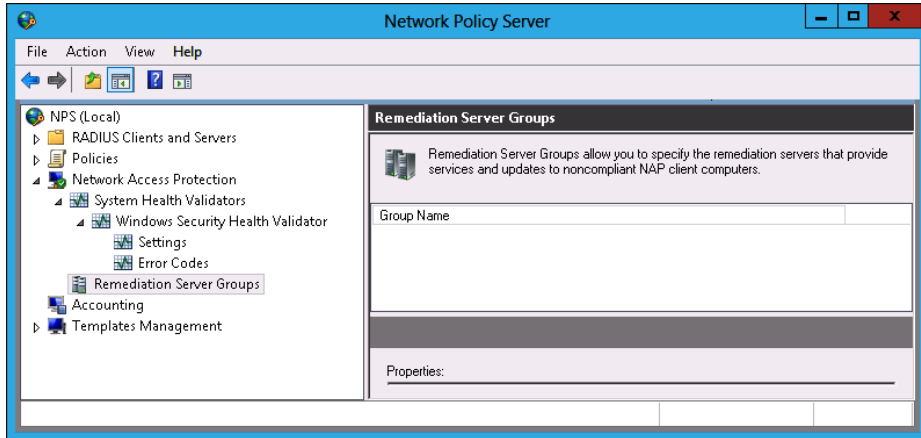 Network Policy Server
File Action View Help
NPS (Local)
RADIUS Clients and Servers
Policies
Network Access Protection
System Health Validators
Windows Security Health Validator
Settings
Error Codes
Remediation Server Groups
Accounting
Templates Management
Remediation Server Groups
Remediation Server Groups allow you to specify the remediation servers that provide
services and updates to noncompliant NAP client computers.
Group Name
Properties: